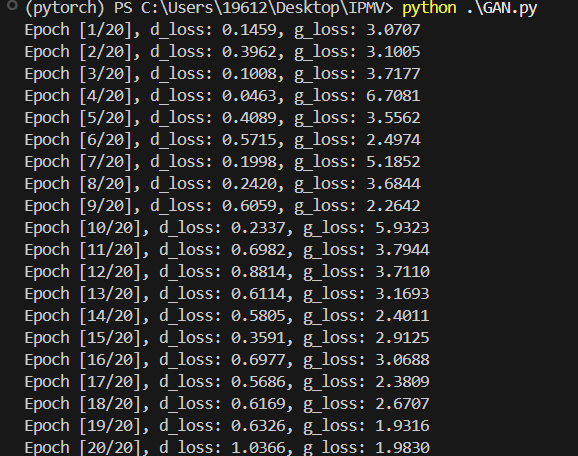 (pytorch) PS C:\Users\19612\Desktop\IPMV> python .\GAN.py
Epoch [1/20], d_loss: 0.1459, g_loss: 3.0707
Epoch [2/20], d_loss: 0.3962, g_loss: 3.1005
Epoch [3/20], d_loss: 0.1008, g_loss: 3.7177
Epoch [4/20], d_loss: 0.0463, g_loss: 6.7081
Epoch [5/20], d_loss: 0.4089, g_loss: 3.5562
Epoch [6/20], d_loss: 0.5715, g_loss: 2.4974
Epoch [7/20], d_loss: 0.1998, g_loss: 5.1852
Epoch [8/20], d_loss: 0.2420, g_loss: 3.6844
Epoch [9/20], d_loss: 0.6059, g_loss: 2.2642
Epoch [10/20], d_loss: 0.2337, g_loss: 5.9323
Epoch [11/20], d_loss: 0.6982, g_loss: 3.7944
Epoch [12/20], d_loss: 0.8814, g_loss: 3.7110
Epoch [13/20], d_loss: 0.6114, g_loss: 3.1693
Epoch [14/20], d_loss: 0.5805, g_loss: 2.4011
Epoch [15/20], d_loss: 0.3591, g_loss: 2.9125
Epoch [16/20], d_loss: 0.6977, g_loss: 3.0688
Epoch [17/20], d_loss: 0.5686, g_loss: 2.3809
Epoch [18/20], d_loss: 0.6169, g_loss: 2.6707
Epoch [19/20], d_loss: 0.6326, g_loss: 1.9316
Epoch [20/20], d_loss: 1.0366, g_loss: 1.9830